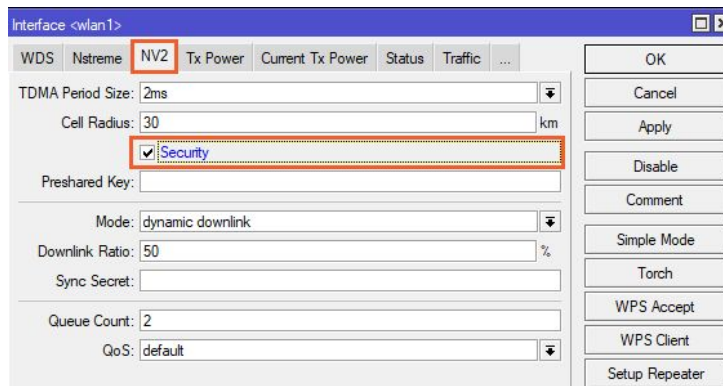 Interface <wlan1>
WDS Nstreme NV2 Tx Power Current Tx Power Status Traffic ...
TDMA Period Size: 2ms
Cell Radius: 30 km
Security
Preshared Key:
Mode: dynamic downlink
Downlink Ratio: 50 %
Sync Secret:
Queue Count: 2
QoS: default
OK
Cancel
Apply
Disable
Comment
Simple Mode
Torch
WPS Accept
WPS Client
Setup Repeater